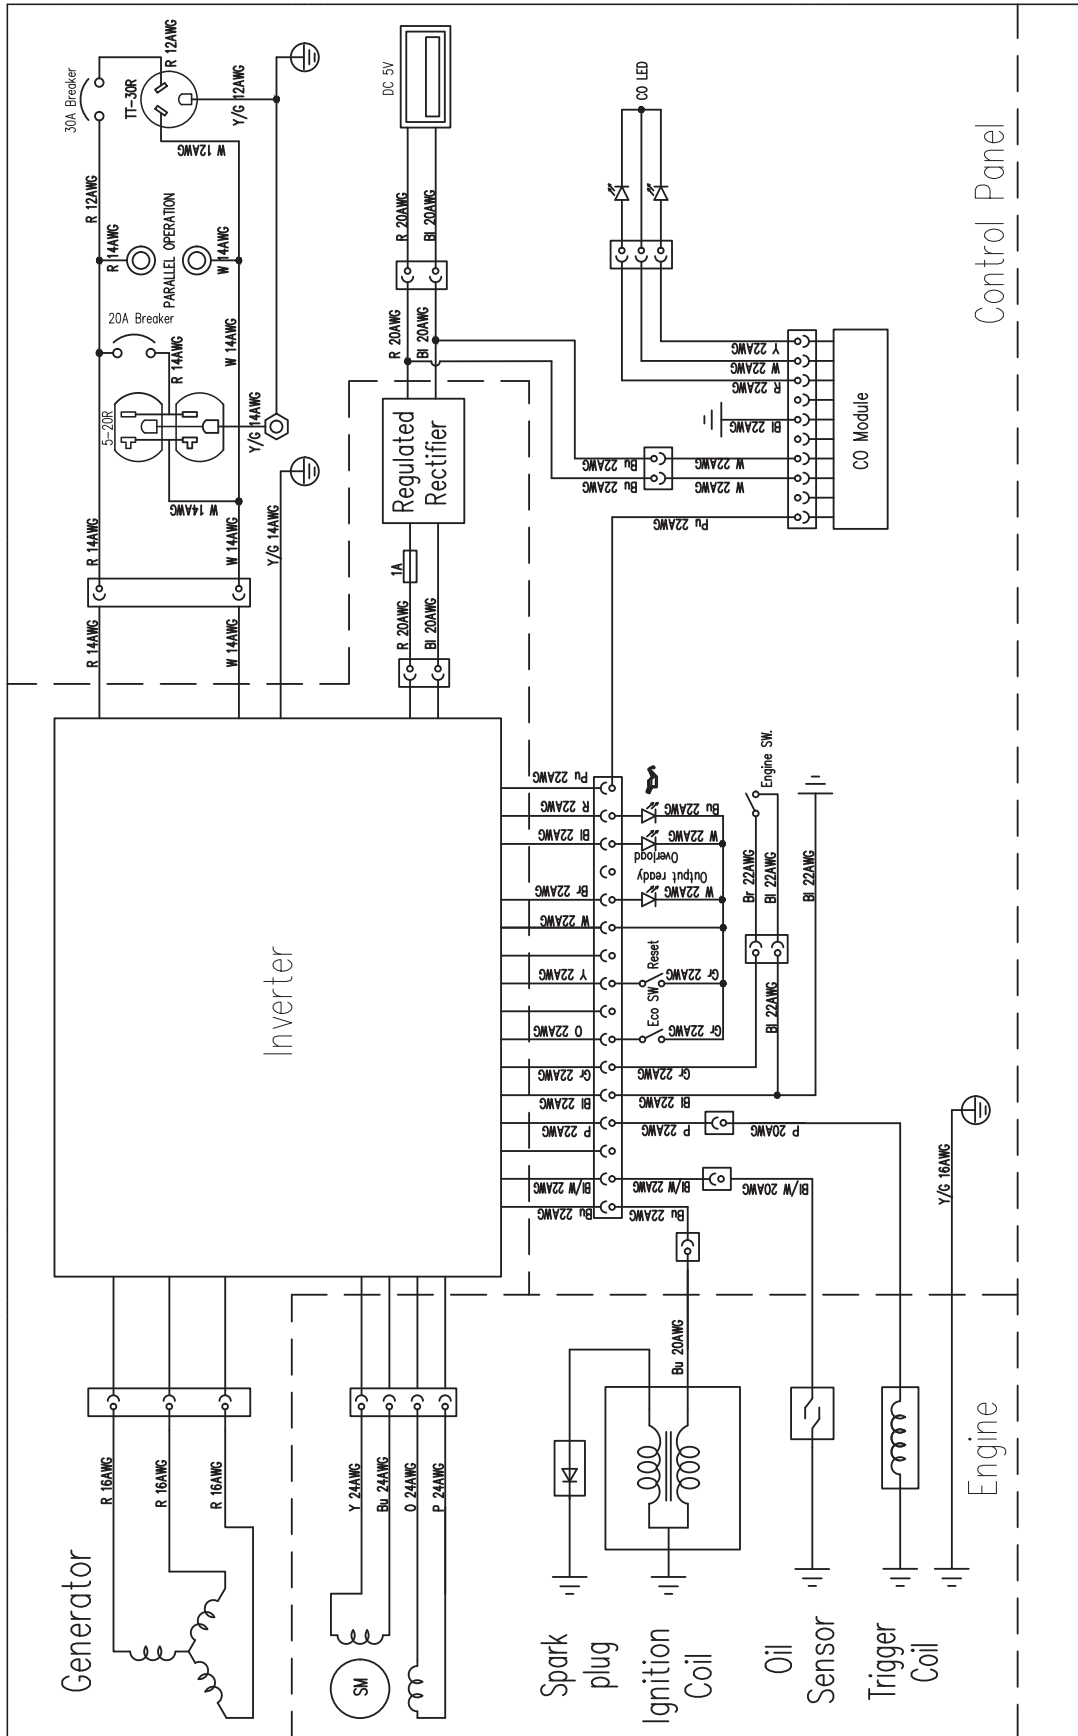 30A Breaker
R 12AWG
TT-30R
Y/G 12AWG
W 12AWG
R 12AWG
R 14AWG
PARALLEL OPERATION
W 14AWG
20A Breaker
R 14AWG
W 14AWG
5-20R
Y/G 14AWG
W 14AWG
R 14AWG
W 14AWG
Y/G 14AWG
R 14AWG
W 14AWG
DC 5V
R 20AWG
Bl 20AWG
R 20AWG
Bl 20AWG
Regulated
Rectifier
1A
R 20AWG
Bl 20AWG
CO LED
Control Panel
Y 22AWG
W 22AWG
R 22AWG
Bl 22AWG
Bu 22AWG
W 22AWG
Bu 22AWG
W 22AWG
Pu 22AWG
CO Module
Inverter
Pu 22AWG
R 22AWG
Bu 22AWG
Bl 22AWG
W 22AWG
Overload
Output ready
Br 22AWG
W 22AWG
W 22AWG
Y 22AWG
Reset
Gr 22AWG
O 22AWG
Eco SW
Gr 22AWG
Gr 22AWG
Gr 22AWG
Bl 22AWG
Bl 22AWG
P 22AWG
P 22AWG
P 20AWG
Bl/W 22AWG
Bl/W 22AWG
Bl/W 20AWG
Bu 22AWG
Bu 22AWG
Engine SW.
Br 22AWG
Bl 22AWG
Bl 22AWG
Bl 22AWG
Y/G 16AWG
Bu 20AWG
R 16AWG
R 16AWG
R 16AWG
Generator
Y 24AWG
Bu 24AWG
O 24AWG
P 24AWG
SM
Engine
Spark
plug
Ignition
Coil
Oil
Sensor
Trigger
Coil